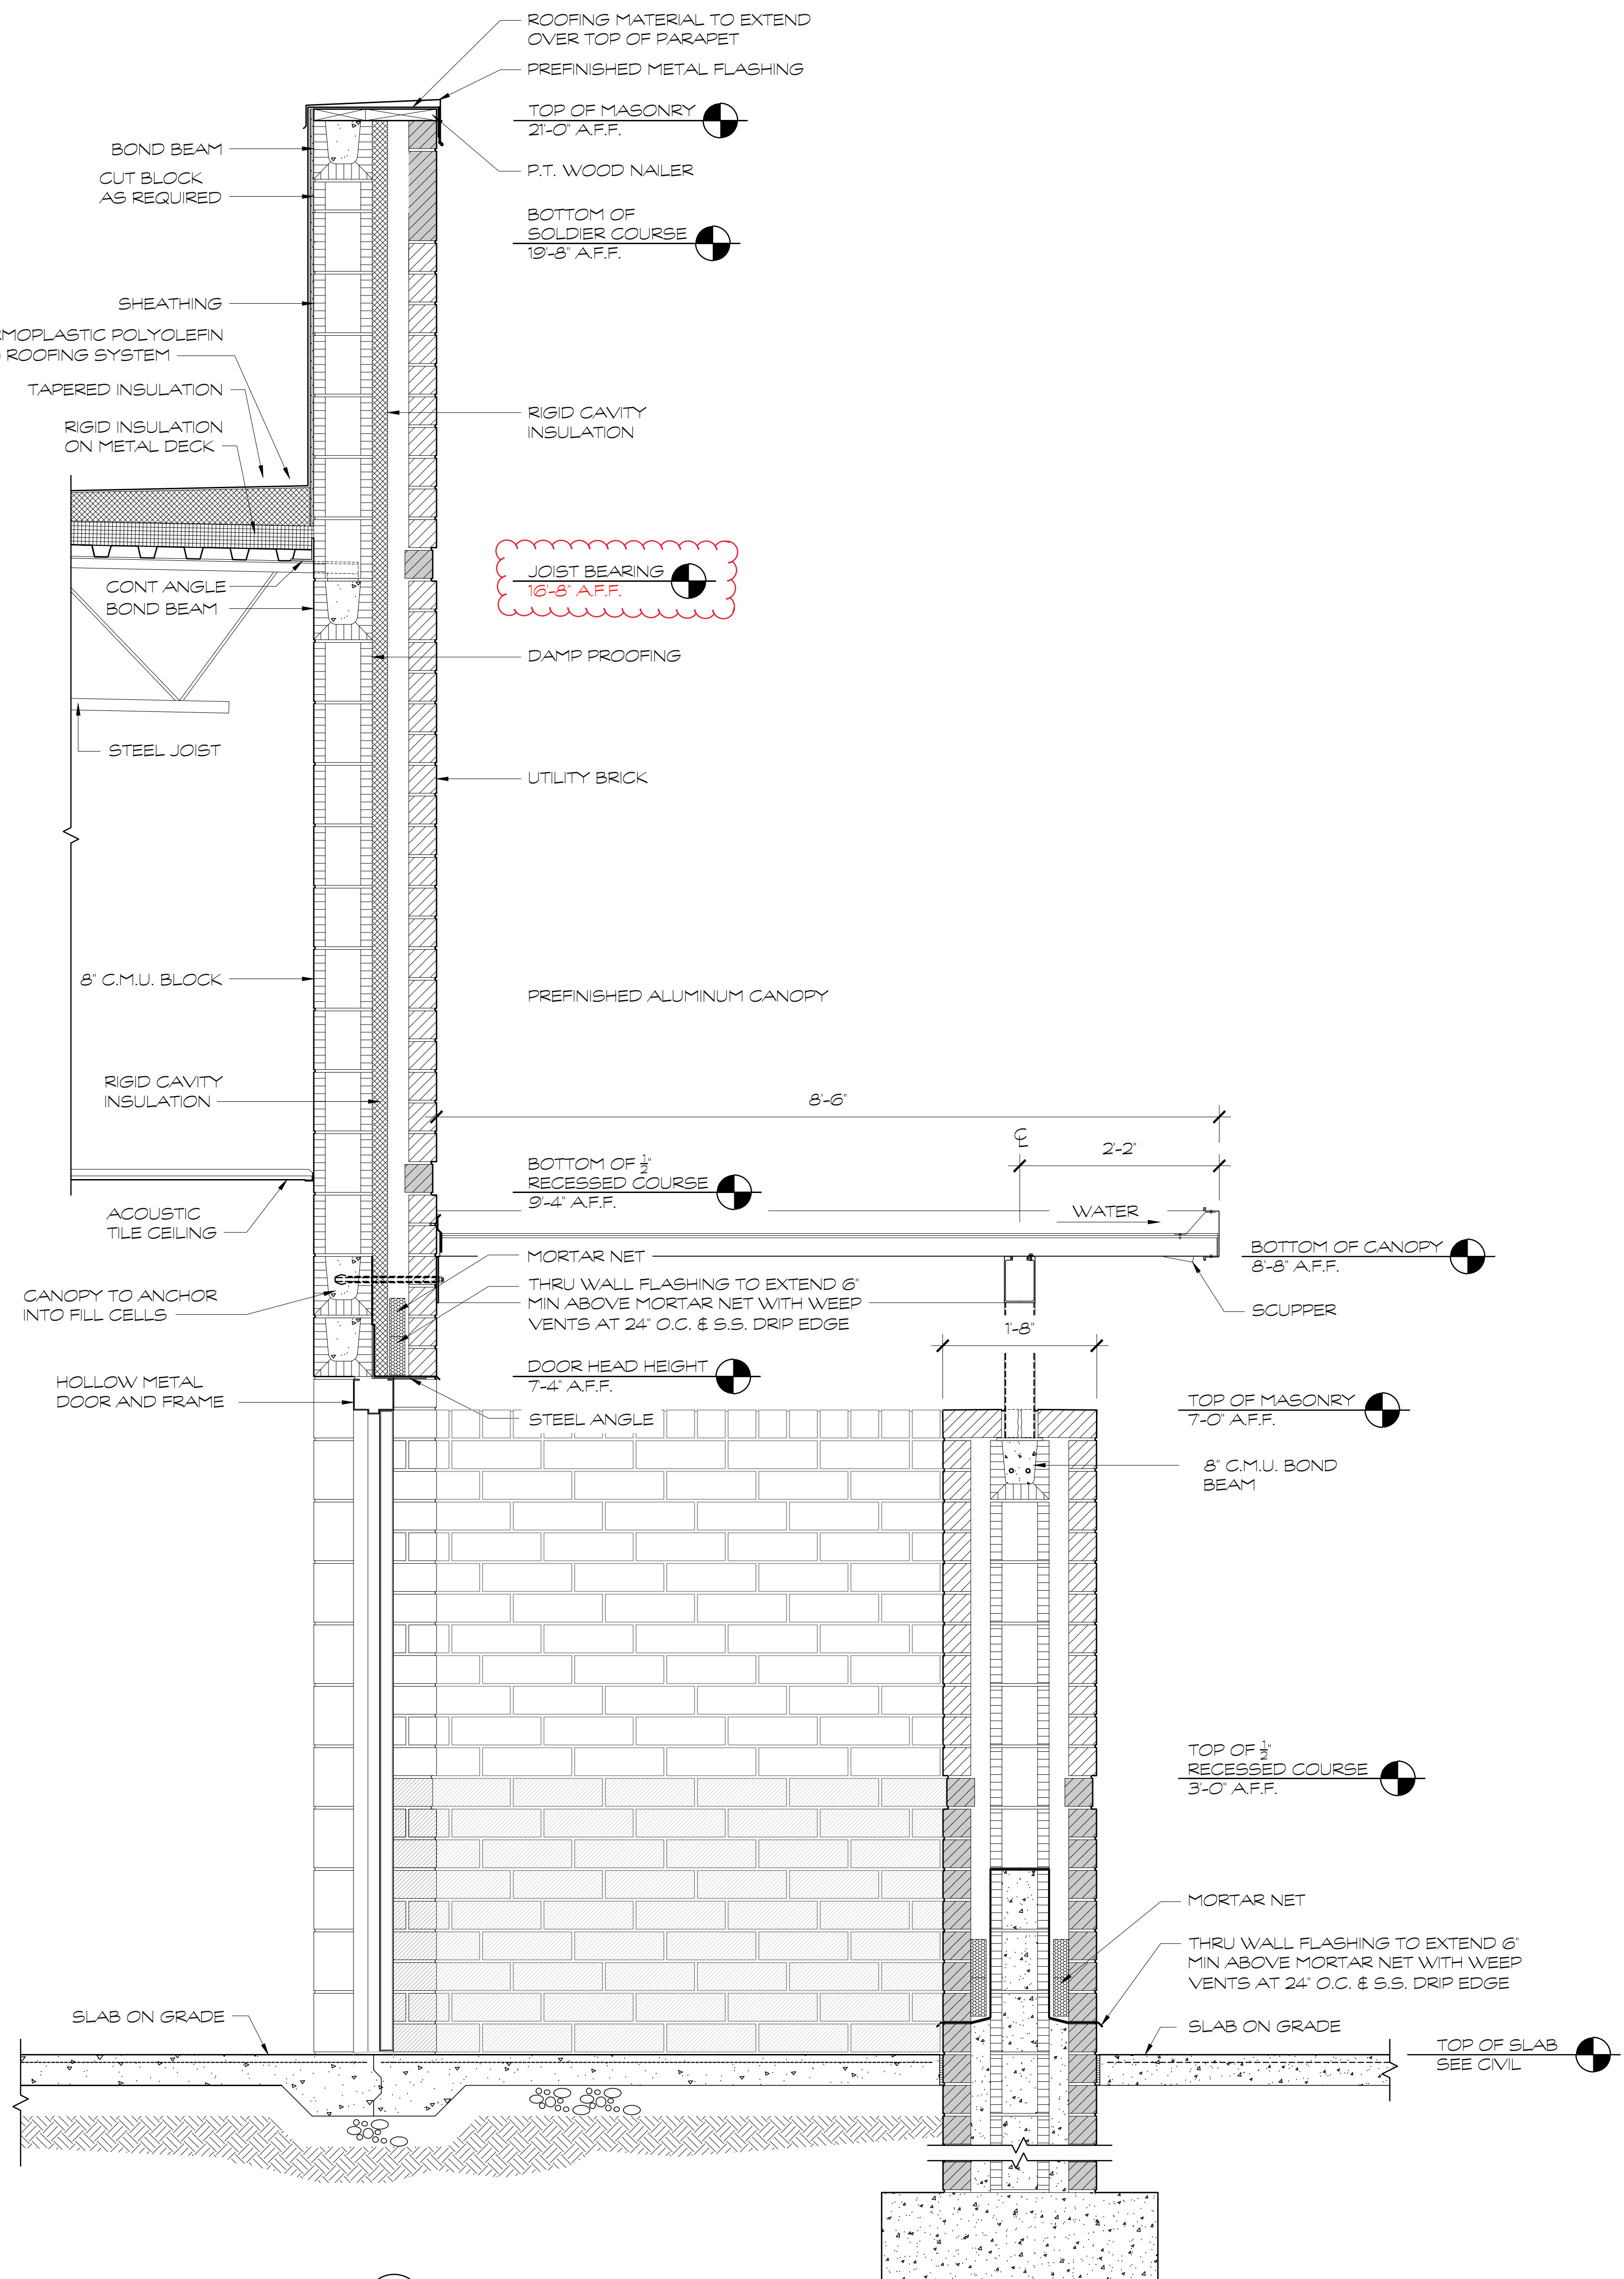 ROOFING MATERIAL TO EXTEND
OVER TOP OF PARAPET
PREFINISHED METAL FLASHING
TOP OF MASONRY
21'-0" A.F.F.
BOND BEAM
CUT BLOCK
AS REQUIRED
P.T. WOOD NAILER
BOTTOM OF
SOLDIER COURSE
19'-8" A.F.F.
SHEATHING
RMOPLASTIC POLYOLEFIN
ROOFING SYSTEM
TAPERED INSULATION
RIGID INSULATION
ON METAL DECK
RIGID CAVITY
INSULATION
JOIST BEARING
16'-8" A.F.F.
CONT ANGLE
BOND BEAM
DAMP PROOFING
STEEL JOIST
UTILITY BRICK
8" C.M.U. BLOCK
PREFINISHED ALUMINUM CANOPY
RIGID CAVITY
INSULATION
8'-6"
2'-2"
BOTTOM OF 1/2"
RECESSED COURSE
9'-4" A.F.F.
WATER
ACOUSTIC
TILE CEILING
MORTAR NET
BOTTOM OF CANOPY
8'-8" A.F.F.
CANOPY TO ANCHOR
INTO FILL CELLS
THRU WALL FLASHING TO EXTEND 6"
MIN ABOVE MORTAR NET WITH WEEP
VENTS AT 24" O.C. & S.S. DRIP EDGE
SCUPPER
1'-8"
DOOR HEAD HEIGHT
7'-4" A.F.F.
HOLLOW METAL
DOOR AND FRAME
STEEL ANGLE
TOP OF MASONRY
7'-0" A.F.F.
8" C.M.U. BOND
BEAM
TOP OF 1/2"
RECESSED COURSE
3'-0" A.F.F.
MORTAR NET
THRU WALL FLASHING TO EXTEND 6"
MIN ABOVE MORTAR NET WITH WEEP
VENTS AT 24" O.C. & S.S. DRIP EDGE
SLAB ON GRADE
SLAB ON GRADE
TOP OF SLAB
SEE CIVIL